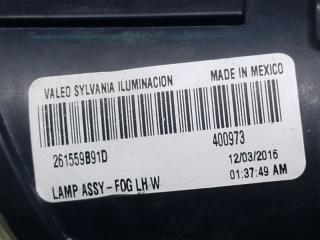 VALEO SYLVANIA ILUMINACION MADE IN MEXICO
261559B91D 400973
12/03/2016
LAMP ASSY-FOG LH W 01:37:49 AM